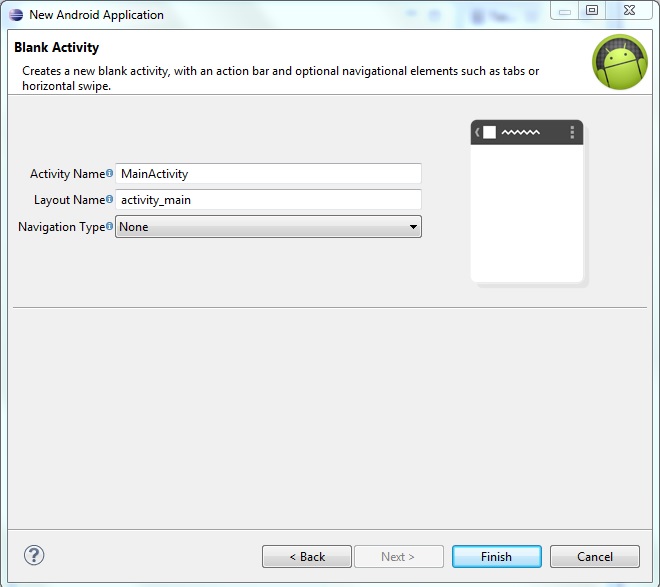 New Android Application
Blank Activity
Creates a new blank activity, with an action bar and optional navigational elements such as tabs or
horizontal swipe.
Activity Name MainActivity
Layout Name activity_main
Navigation Type None
< Back Next > Finish Cancel